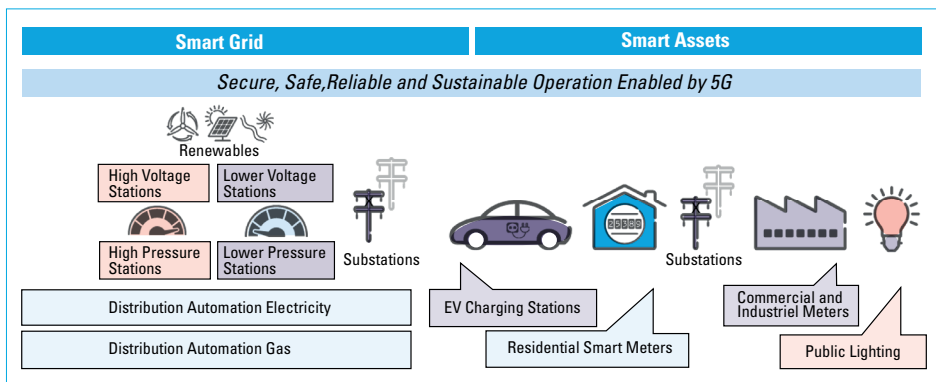 Smart Grid
Smart Assets
Secure, Safe,Reliable and Sustainable Operation Enabled by 5G
Renewables
High Voltage
Stations
Lower Voltage
Stations
High Pressure
Stations
Lower Pressure
Stations
Substations
25363
Substations
Distribution Automation Electricity
Distribution Automation Gas
EV Charging Stations
Residential Smart Meters
Commercial and
Industriel Meters
Public Lighting